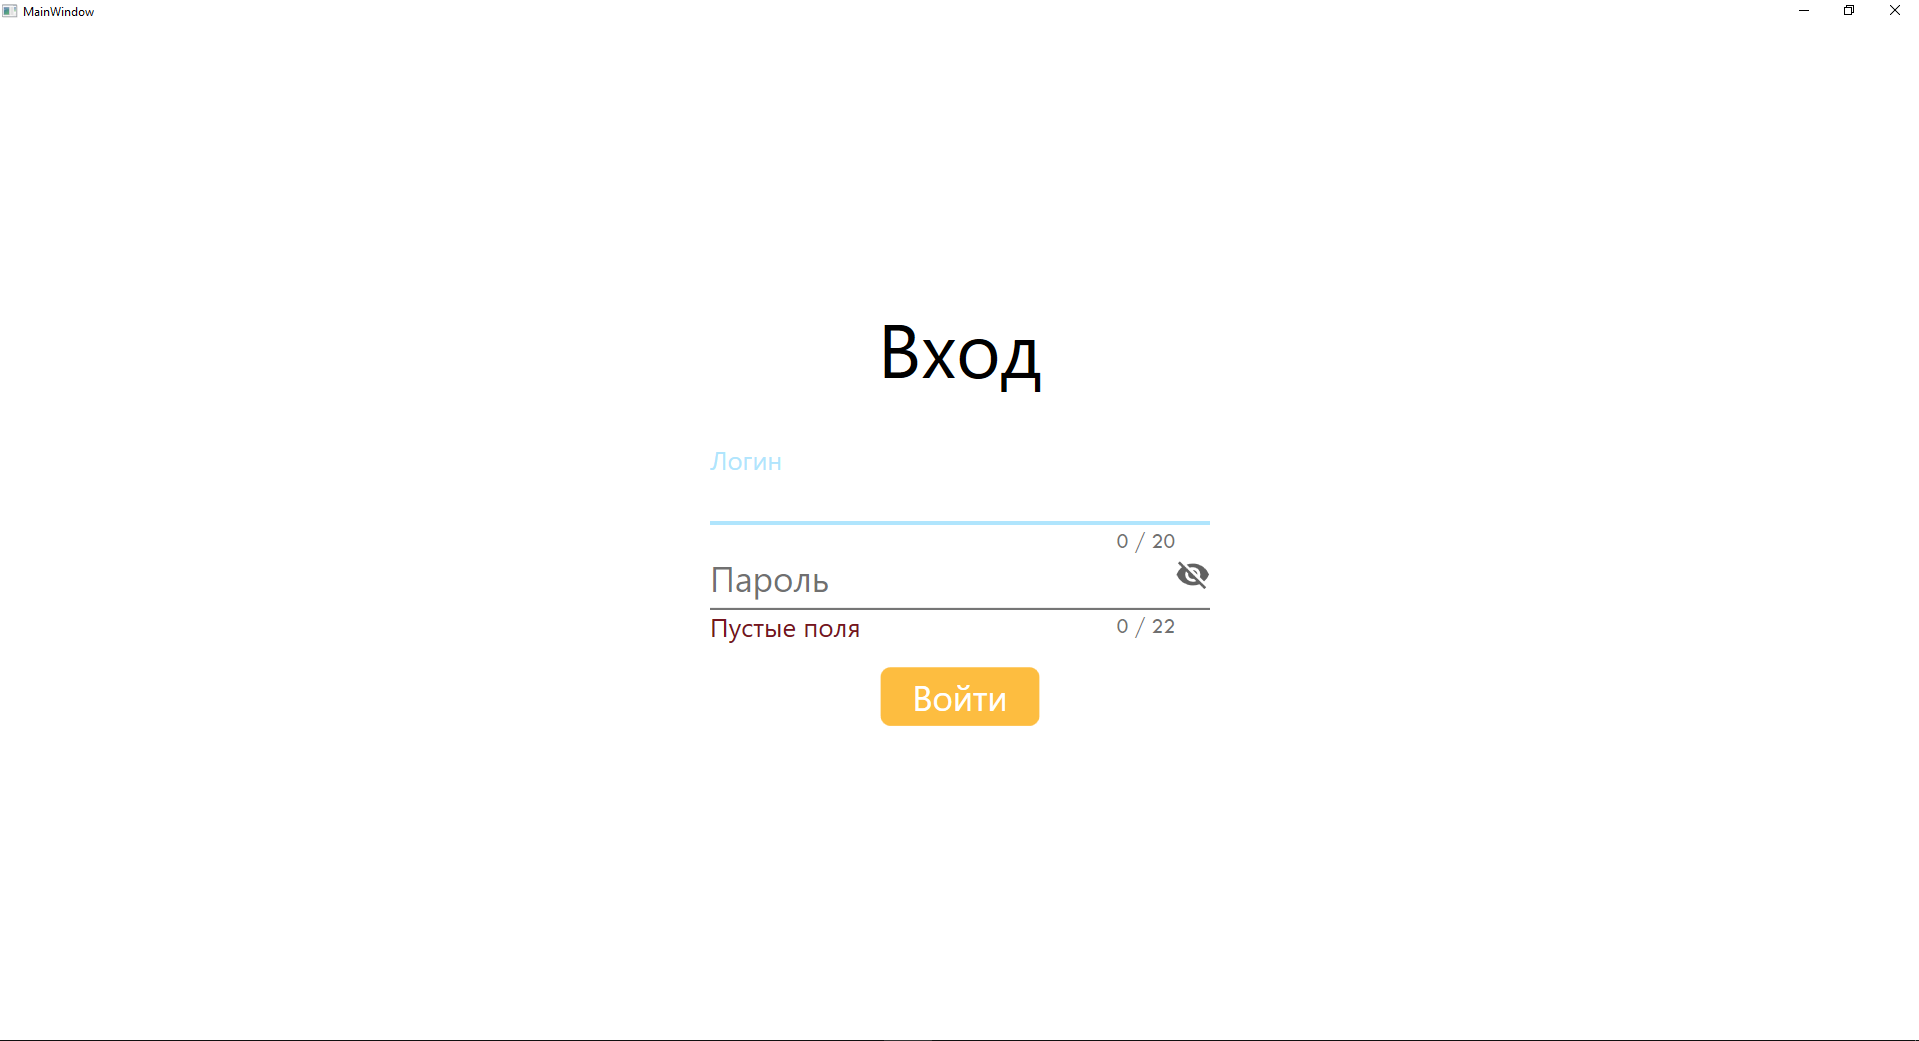 MainWindow
Вход
Логин
0 / 20
Пароль
Пустые поля
0 / 22
Войти